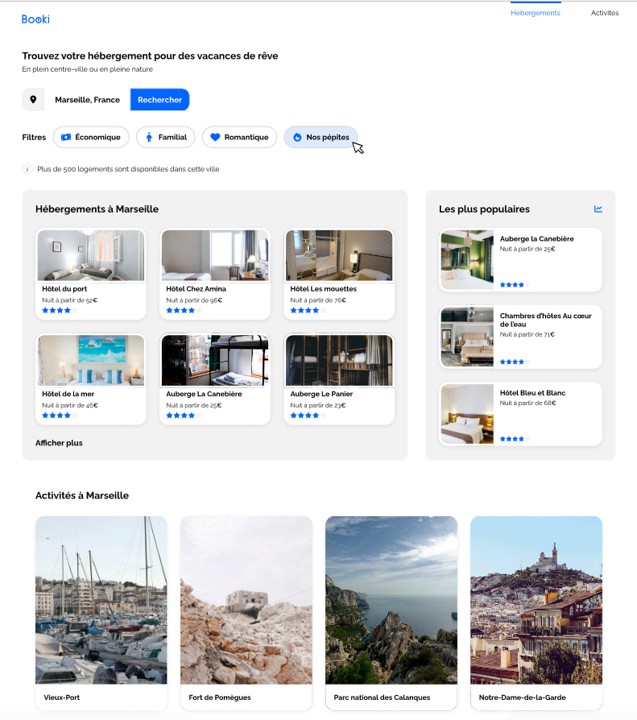 Booki
Hébergements
Activités
Trouvez votre hébergement pour des vacances de rêve
En plein centre-ville ou en pleine nature
Marseille, France
Rechercher
Filtres
Économique
Familial
Romantique
Nos pépites
i
Plus de 500 logements sont disponibles dans cette ville
Hébergements à Marseille
Hôtel du port
Nuit à partir de 52€
Hôtel Chez Amina
Nuit à partir de 96€
Hôtel Les mouettes
Nuit à partir de 76€
Hôtel de la mer
Nuit à partir de 46€
Auberge La Canebière
Nuit à partir de 25€
Auberge Le Panier
Nuit à partir de 23€
Afficher plus
Les plus populaires
Auberge la Canebière
Nuit à partir de 25€
Chambres d'hôtes Au cœur
de l'eau
Nuit à partir de 71€
Hôtel Bleu et Blanc
Nuit à partir de 68€
Activités à Marseille
Vieux-Port
Fort de Pomègues
Parc national des Calanques
Notre-Dame-de-la-Garde